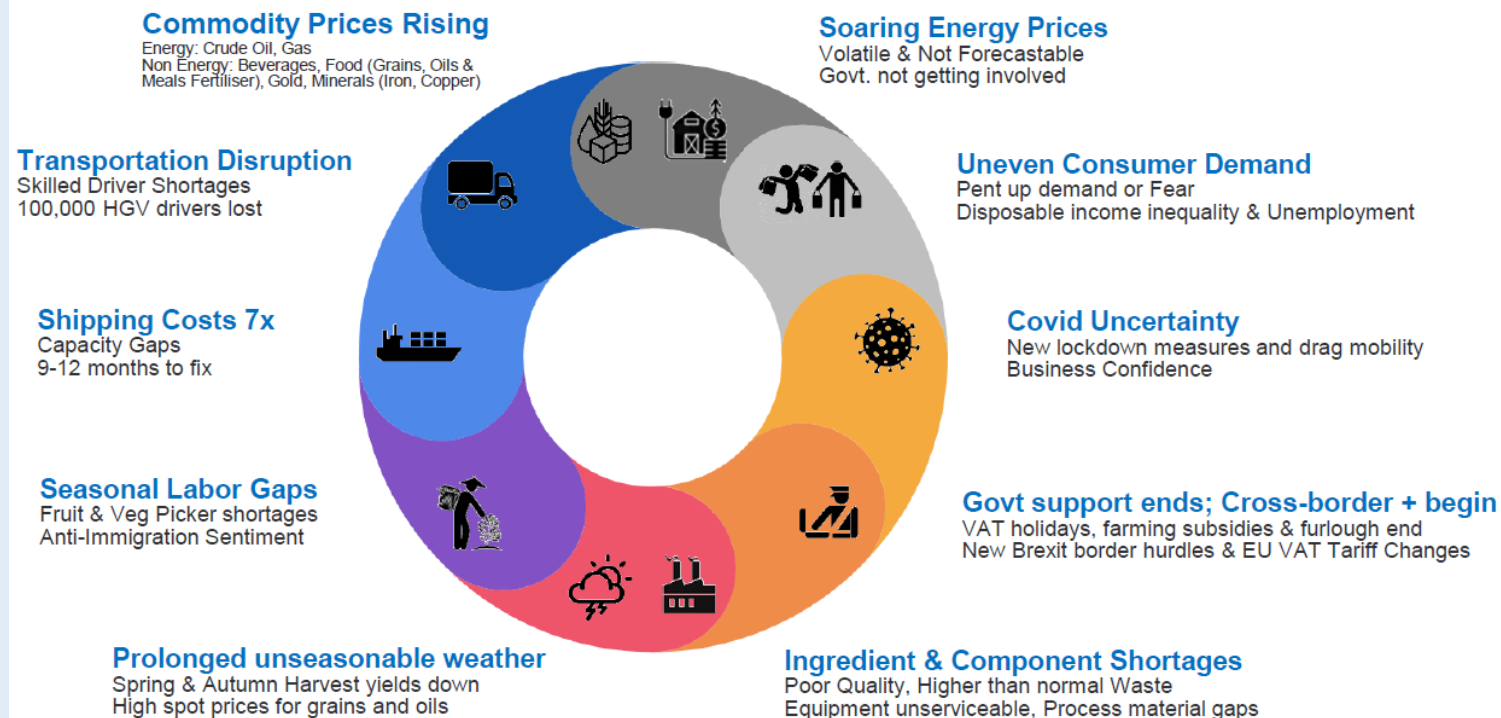 Commodity Prices Rising
Energy: Crude Oil, Gas
Non Energy: Beverages, Food (Grains, Oils &
Meals Fertiliser), Gold, Minerals (Iron, Copper)
Soaring Energy Prices
Volatile & Not Forecastable
Govt. not getting involved
Transportation Disruption
Skilled Driver Shortages
100,000 HGV drivers lost
Uneven Consumer Demand
Pent up demand or Fear
Disposable income inequality & Unemployment
Shipping Costs 7x
Capacity Gaps
9-12 months to fix
Covid Uncertainty
New lockdown measures and drag mobility
Business Confidence
Seasonal Labor Gaps
Fruit & Veg Picker shortages
Anti-Immigration Sentiment
Govt support ends; Cross-border + begin
VAT holidays, farming subsidies & furlough end
New Brexit border hurdles & EU VAT Tariff Changes
Prolonged unseasonable weather
Spring & Autumn Harvest yields down
High spot prices for grains and oils
Ingredient & Component Shortages
Poor Quality, Higher than normal Waste
Equipment unserviceable, Process material gaps